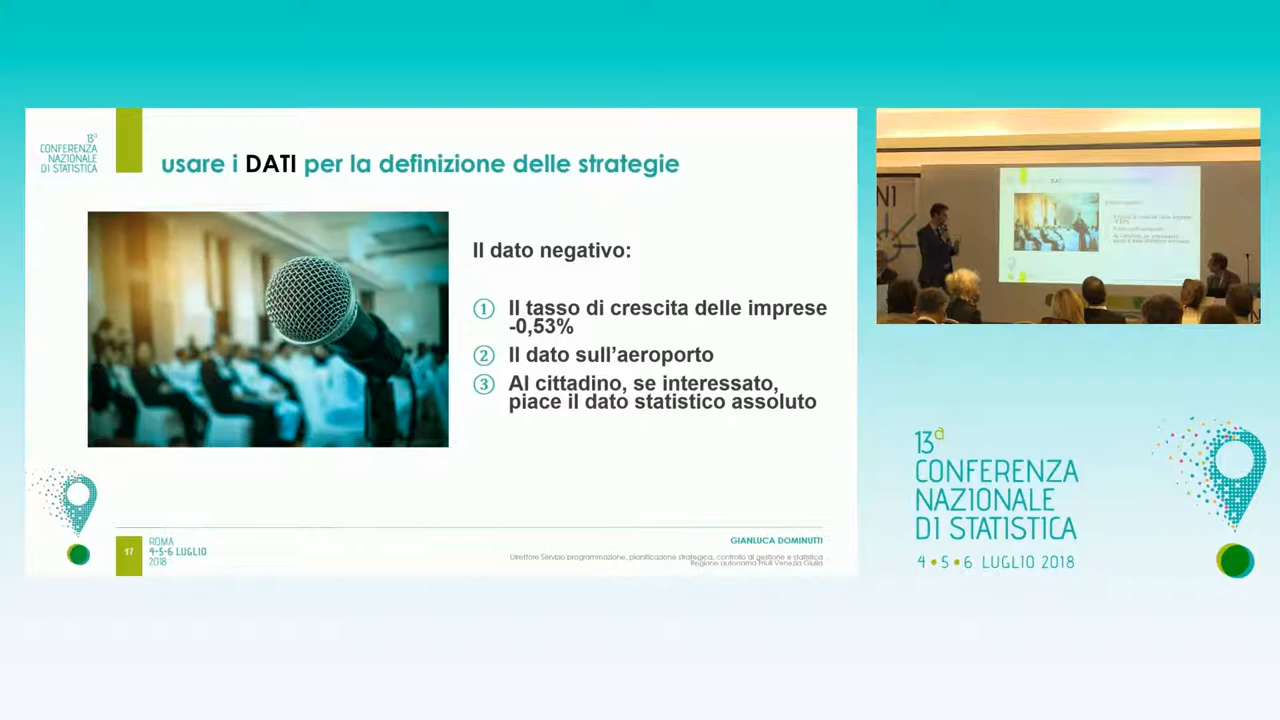 13ª
CONFERENZA
NAZIONALE
DI STATISTICA
usare i DATI per la definizione delle strategie
Il dato negativo:
① Il tasso di crescita delle imprese
-0,53%
② Il dato sull’aeroporto
③ Al cittadino, se interessato,
piace il dato statistico assoluto
17
ROMA
4-5-6 LUGLIO
2018
GIANLUCA DOMINUTTI
Direttore Servizio programmazione, pianificazione strategica, controllo di gestione e statistica
Regione autonoma Friuli Venezia Giulia
DATI
13ª
CONFERENZA
NAZIONALE
DI STATISTICA
4•5•6 LUGLIO 2018